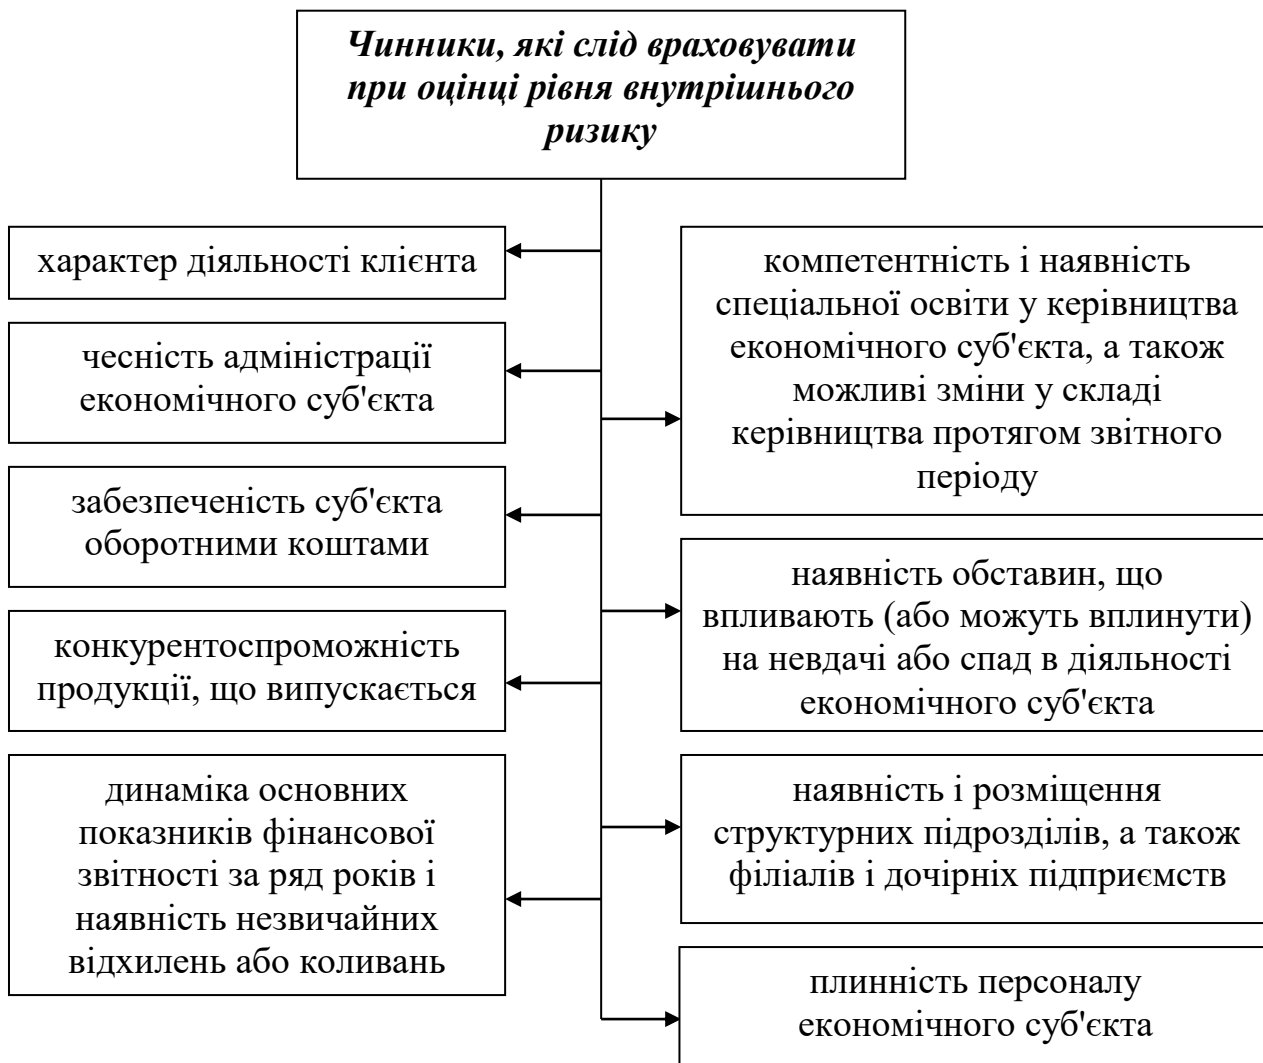 Чинники, які слід враховувати
при оцінці рівня внутрішнього
ризику
характер діяльності клієнта
чесність адміністрації
економічного суб'єкта
забезпеченість суб'єкта
оборотними коштами
конкурентоспроможність
продукції, що випускається
динаміка основних
показників фінансової
звітності за ряд років і
наявність незвичайних
відхилень або коливань
компетентність і наявність
спеціальної освіти у керівництва
економічного суб'єкта, а також
можливі зміни у складі
керівництва протягом звітного
періоду
наявність обставин, що
впливають (або можуть вплинути)
на невдачі або спад в діяльності
економічного суб'єкта
наявність і розміщення
структурних підрозділів, а також
філіалів і дочірніх підприємств
плинність персоналу
економічного суб'єкта